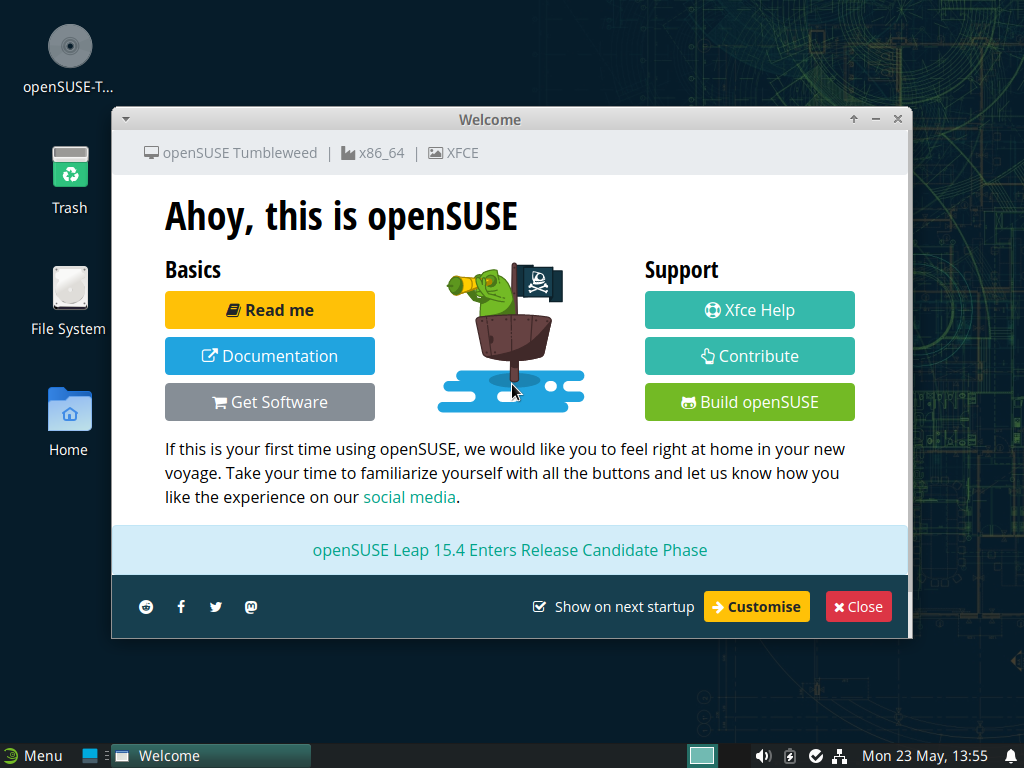 openSUSE-T...
Trash
File System
Home
Welcome
openSUSE Tumbleweed | x86_64 | XFCE
Ahoy, this is openSUSE
Basics
Read me
Documentation
Get Software
Support
Xfce Help
Contribute
Build openSUSE
If this is your first time using openSUSE, we would like you to feel right at home in your new
voyage. Take your time to familiarize yourself with all the buttons and let us know how you
like the experience on our social media.
openSUSE Leap 15.4 Enters Release Candidate Phase
Show on next startup
Customise
Close
Menu
Welcome
Mon 23 May, 13:55